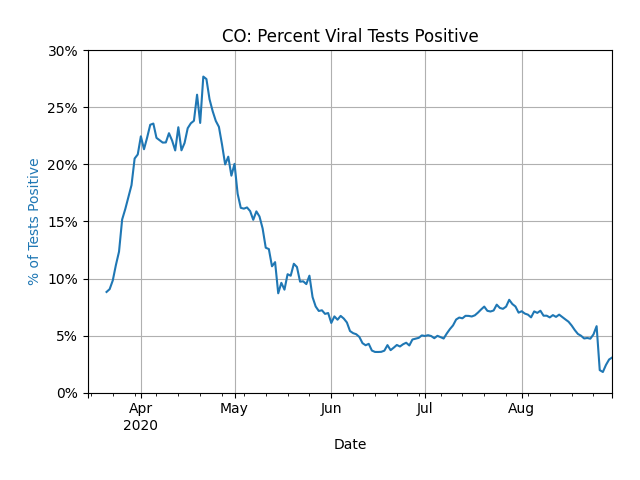 CO: Percent Viral Tests Positive
30%
25%
20%
15%
10%
5%
0%
% of Tests Positive
Apr
2020
May
Jun
Jul
Aug
Date